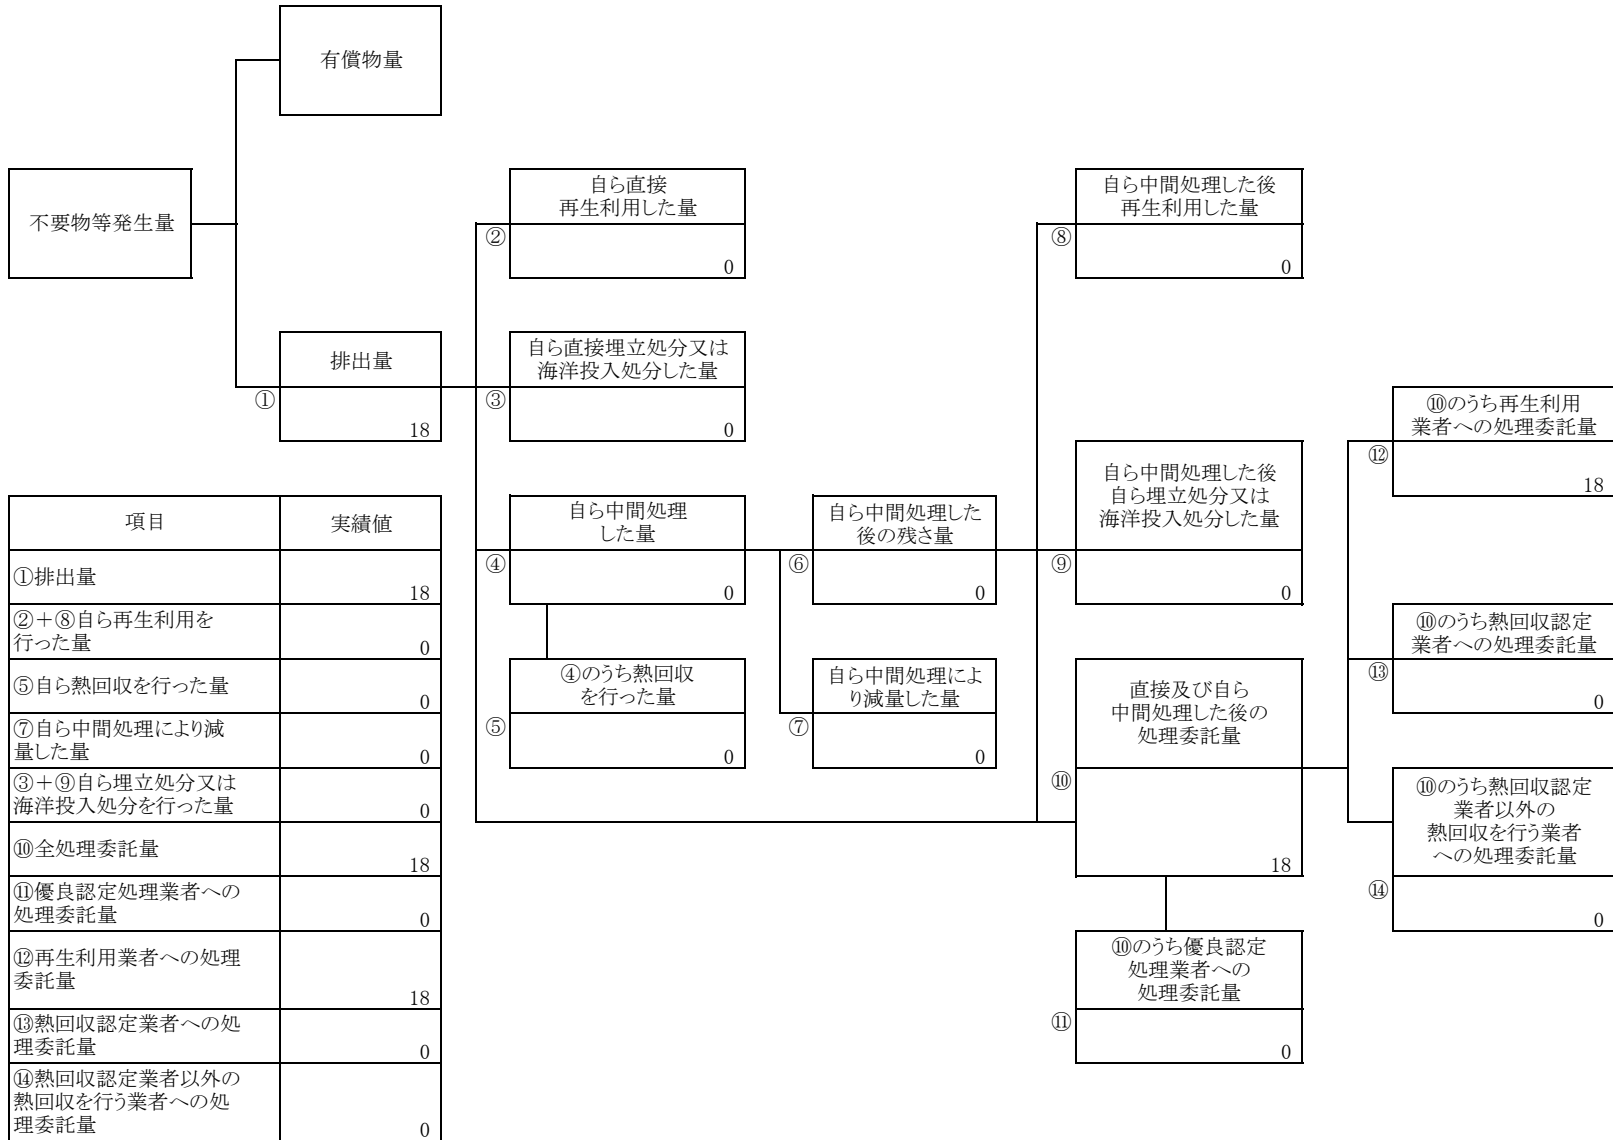 有償物量
不要物等発生量
自ら直接
再生利用した量
②
0
自ら中間処理した後
再生利用した量
⑧
0
排出量
①
18
自ら直接埋立処分又は
海洋投入処分した量
③
0
⑩のうち再生利用
業者への処理委託量
⑫
18
自ら中間処理
した量
④
0
自ら中間処理した
後の残さ量
⑥
0
自ら中間処理した後
自ら埋立処分又は
海洋投入処分した量
⑨
0
⑩のうち熱回収認定
業者への処理委託量
⑬
0
④のうち熱回収
を行った量
⑤
0
自ら中間処理によ
り減量した量
⑦
0
直接及び自ら
中間処理した後の
処理委託量
⑩
18
⑩のうち熱回収認定
業者以外の
熱回収を行う業者
への処理委託量
⑭
0
⑩のうち優良認定
処理業者への
処理委託量
⑪
0
項目 実績値
①排出量 18
②＋⑧自ら再生利用を
行った量 0
⑤自ら熱回収を行った量 0
⑦自ら中間処理により減
量した量 0
③＋⑨自ら埋立処分又は
海洋投入処分を行った量 0
⑩全処理委託量 18
⑪優良認定処理業者への
処理委託量 0
⑫再生利用業者への処理
委託量 18
⑬熱回収認定業者への処
理委託量 0
⑭熱回収認定業者以外の
熱回収を行う業者への処
理委託量 0